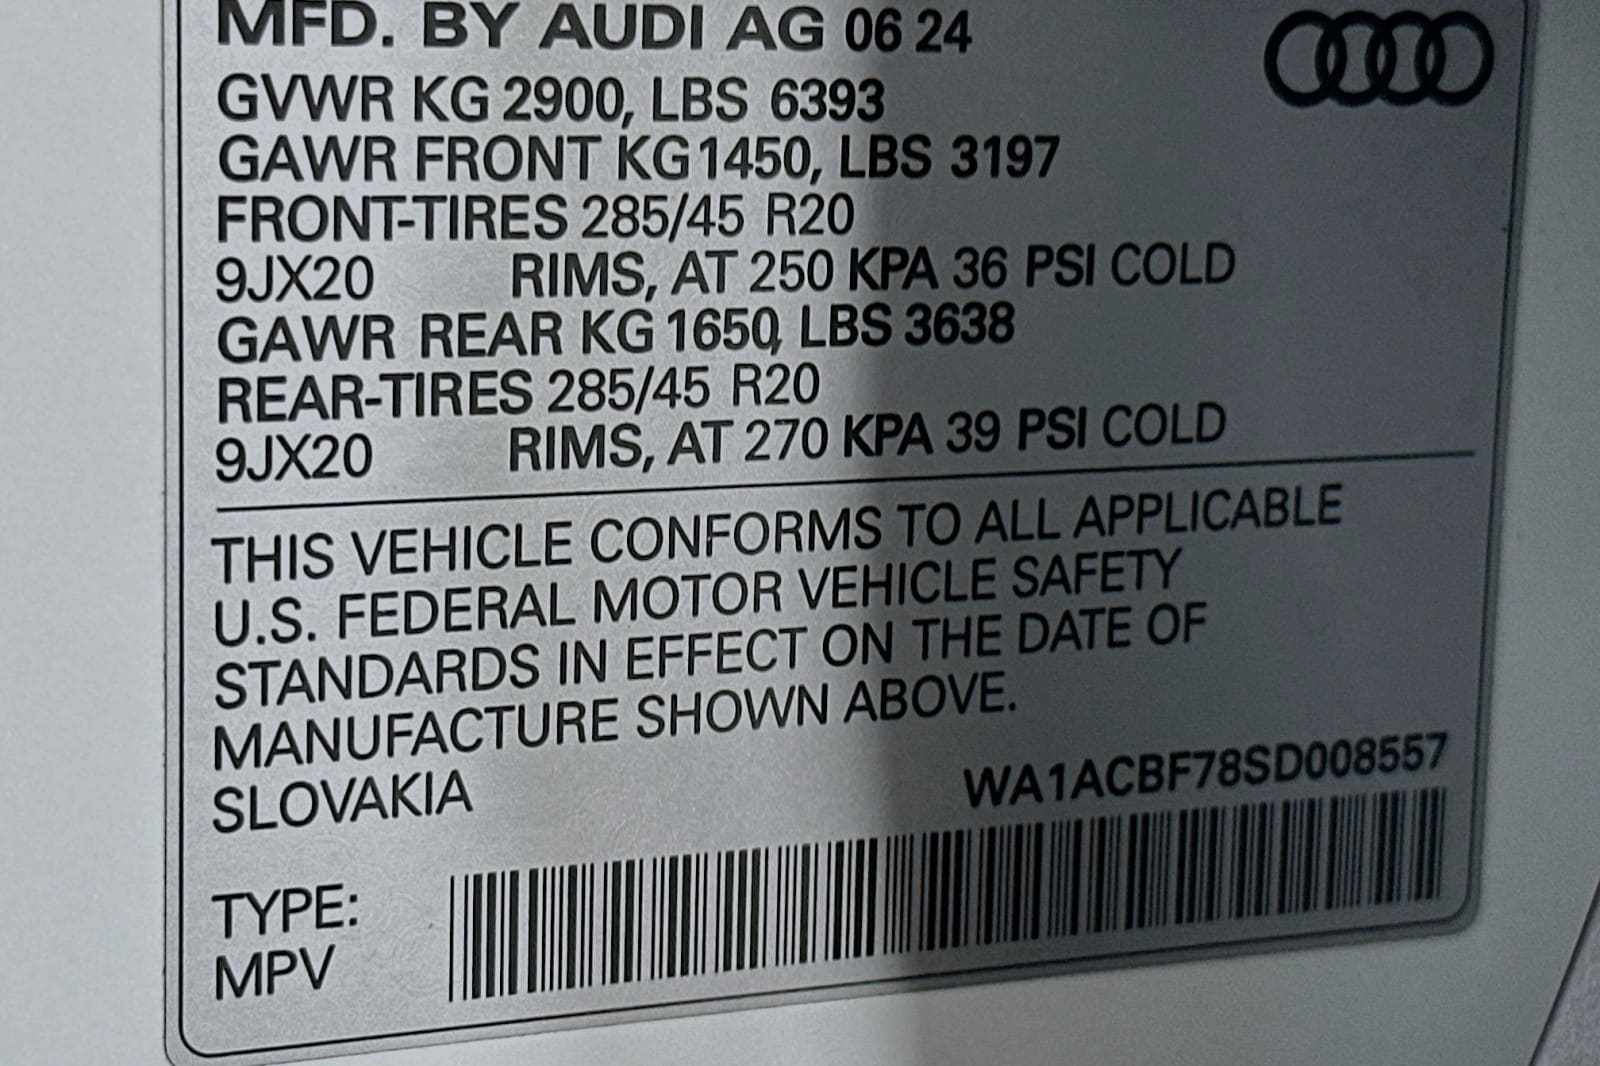 MFD. BY AUDI AG 06 24
GVWR KG 2900, LBS 6393
GAWR FRONT KG 1450, LBS 3197
FRONT-TIRES 285/45 R20
9JX20 RIMS, AT 250 KPA 36 PSI COLD
GAWR REAR KG 1650, LBS 3638
REAR-TIRES 285/45 R20
9JX20 RIMS, AT 270 KPA 39 PSI COLD
THIS VEHICLE CONFORMS TO ALL APPLICABLE
U.S. FEDERAL MOTOR VEHICLE SAFETY
STANDARDS IN EFFECT ON THE DATE OF
MANUFACTURE SHOWN ABOVE.
SLOVAKIA WA1ACBF78SD008557
TYPE:
MPV